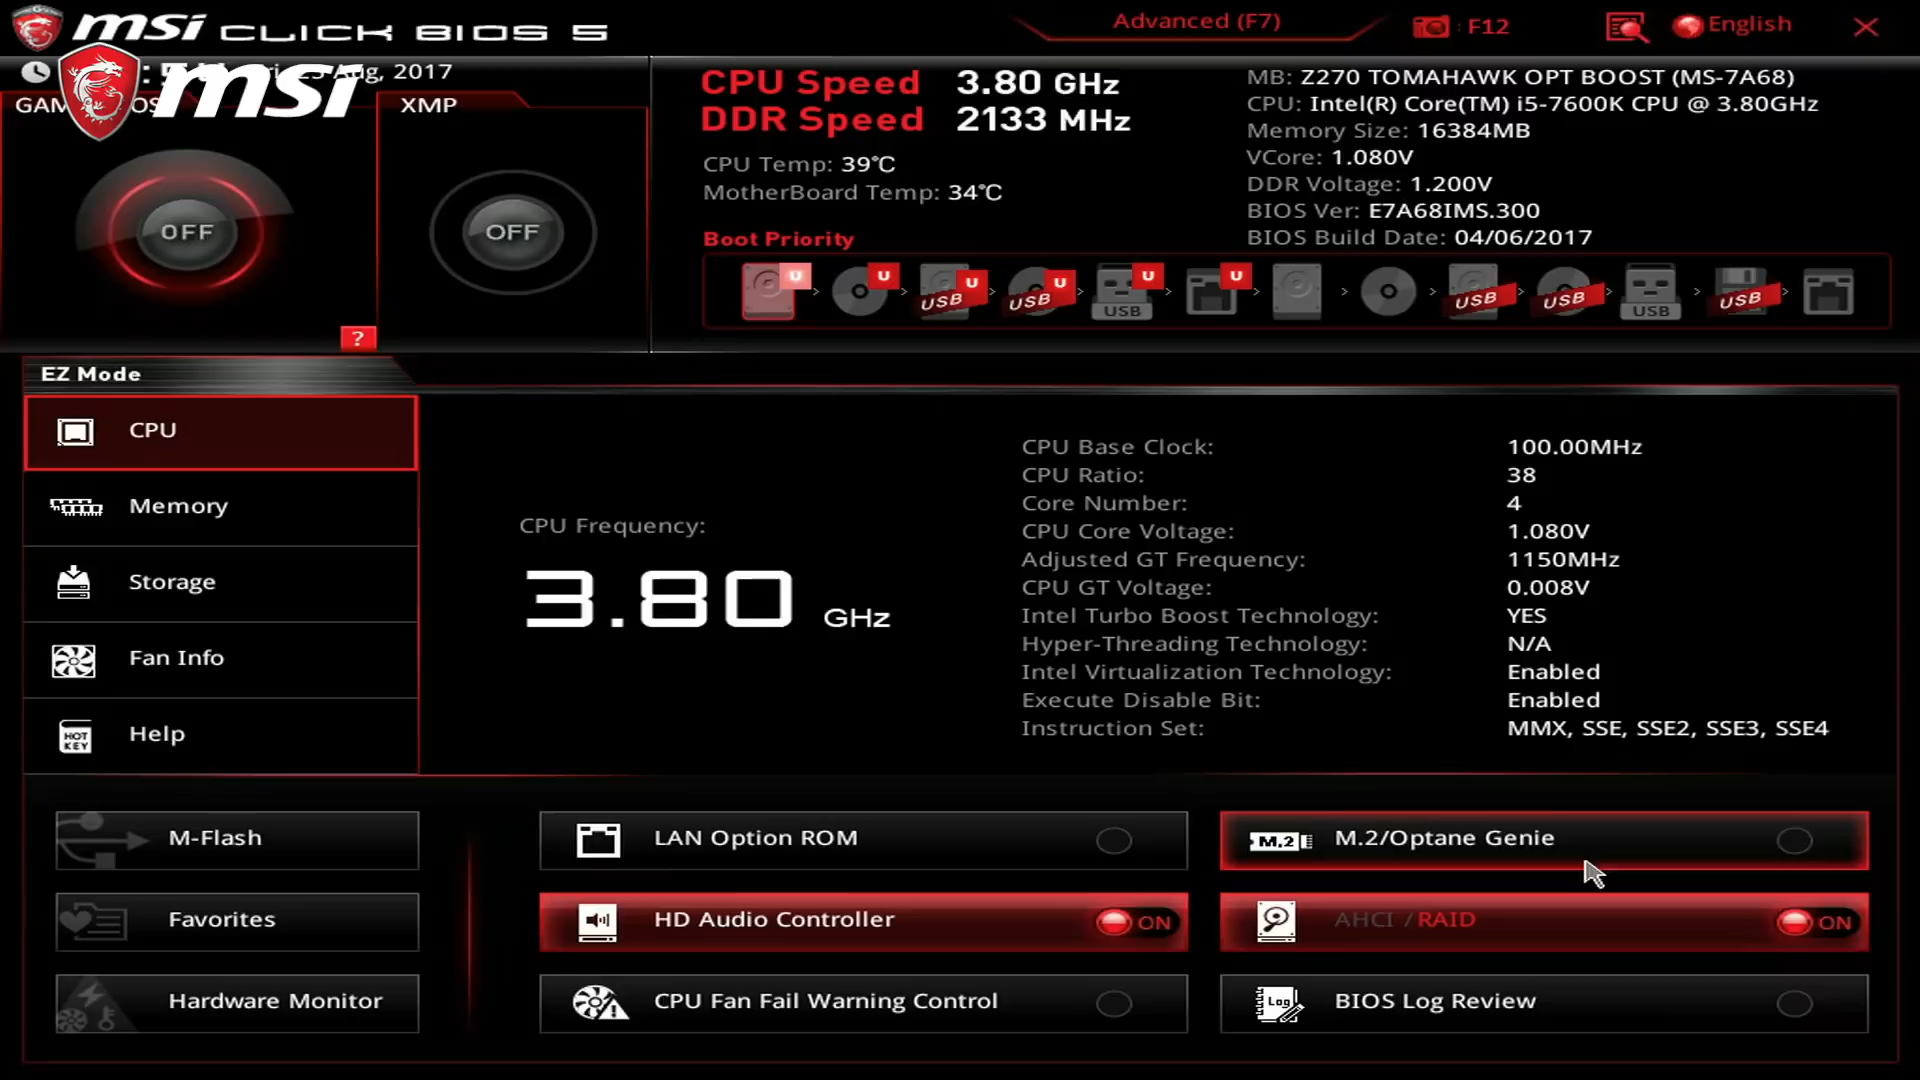 msi CLICK BIOS 5
Advanced (F7)
F12
English
Aug, 2017
msi
XMP
OFF
OFF
?
CPU Speed 3.80 GHz
DDR Speed 2133 MHz
CPU Temp: 39°C
MotherBoard Temp: 34°C
MB: Z270 TOMAHAWK OPT BOOST (MS-7A68)
CPU: Intel(R) Core(TM) i5-7600K CPU @ 3.80GHz
Memory Size: 16384MB
VCore: 1.080V
DDR Voltage: 1.200V
BIOS Ver: E7A68IMS.300
BIOS Build Date: 04/06/2017
Boot Priority
U U U U U U
USB USB USB USB USB USB USB
EZ Mode
CPU
Memory
Storage
Fan Info
HOT KEY Help
CPU Frequency:
3.80 GHz
CPU Base Clock: 100.00MHz
CPU Ratio: 38
Core Number: 4
CPU Core Voltage: 1.080V
Adjusted GT Frequency: 1150MHz
CPU GT Voltage: 0.008V
Intel Turbo Boost Technology: YES
Hyper-Threading Technology: N/A
Intel Virtualization Technology: Enabled
Execute Disable Bit: Enabled
Instruction Set: MMX, SSE, SSE2, SSE3, SSE4
M-Flash
LAN Option ROM
M.2 M.2/Optane Genie
Favorites
HD Audio Controller ON
AHCI / RAID ON
Hardware Monitor
CPU Fan Fail Warning Control
Log BIOS Log Review